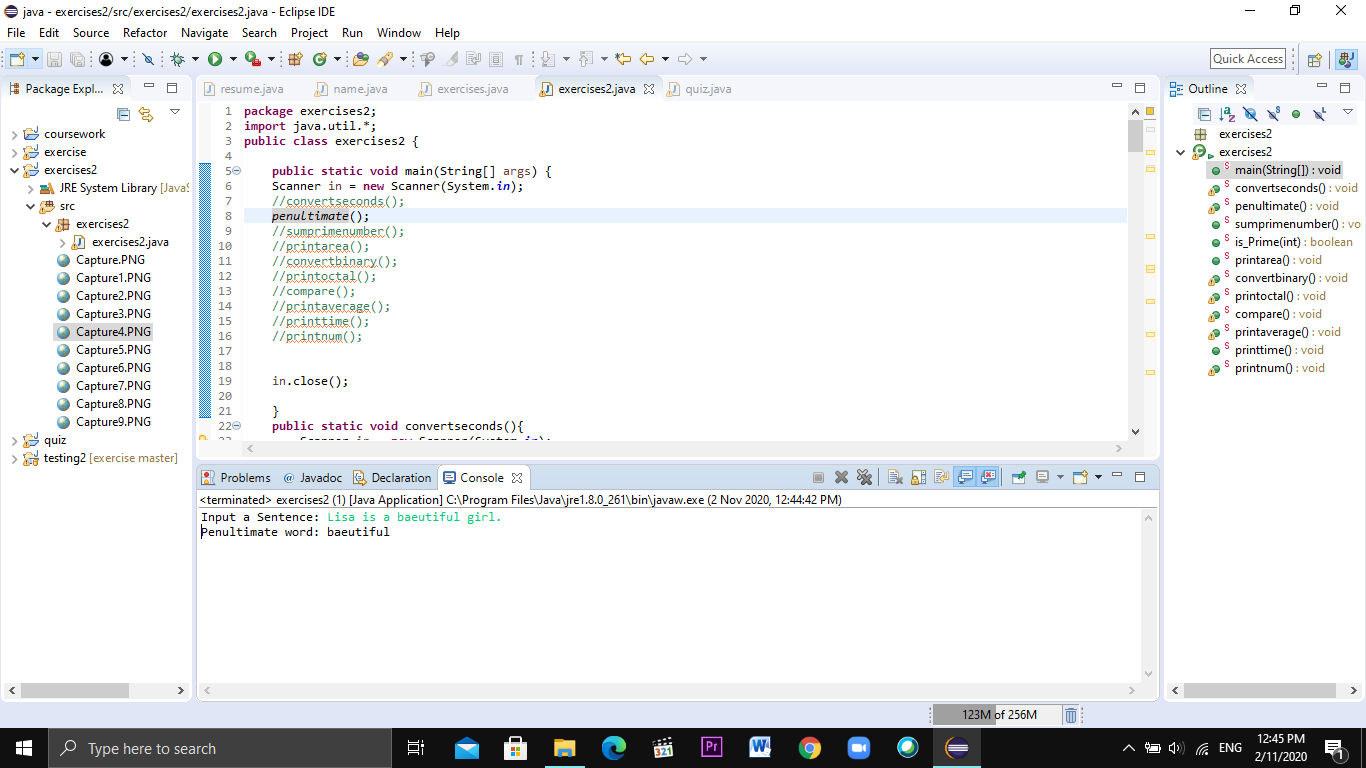 java - exercises2/src/exercises2/exercises2.java - Eclipse IDE
File Edit Source Refactor Navigate Search Project Run Window Help
Quick Access
Package Expl...
resume.java name.java exercises.java exercises2.java quiz.java
Outline
coursework
exercise
exercises2
JRE System Library [JavaS
src
exercises2
exercises2.java
Capture.PNG
Capture1.PNG
Capture2.PNG
Capture3.PNG
Capture4.PNG
Capture5.PNG
Capture6.PNG
Capture7.PNG
Capture8.PNG
Capture9.PNG
quiz
testing2 [exercise master]
1 package exercises2;
2 import java.util.*;
3 public class exercises2 {
4
5 public static void main(String[] args) {
6 Scanner in = new Scanner(System.in);
7 //convertseconds();
8 penultimate();
9 //sumprimenumber();
10 //printarea();
11 //convertbinary();
12 //printoctal();
13 //compare();
14 //printaverage();
15 //printtime();
16 //printnum();
17
18
19 in.close();
20
21 }
22 public static void convertseconds(){
exercises2
exercises2
main(String[]) : void
convertseconds() : void
penultimate() : void
sumprimenumber() : vo
is_Prime(int) : boolean
printarea() : void
convertbinary() : void
printoctal() : void
compare() : void
printaverage() : void
printtime() : void
printnum() : void
Problems @ Javadoc Declaration Console
<terminated> exercises2 (1) [Java Application] C:\Program Files\Java\jre1.8.0_261\bin\javaw.exe (2 Nov 2020, 12:44:42 PM)
Input a Sentence: Lisa is a baeutiful girl.
Penultimate word: baeutiful
123M of 256M
Type here to search
321
Pr
W
ENG
12:45 PM
2/11/2020
1